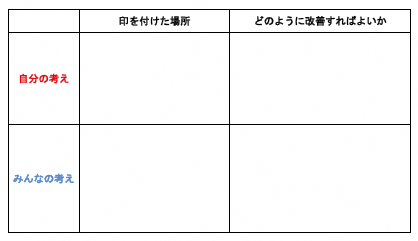 印を付けた場所
どのように改善すればよいか
自分の考え
みんなの考え